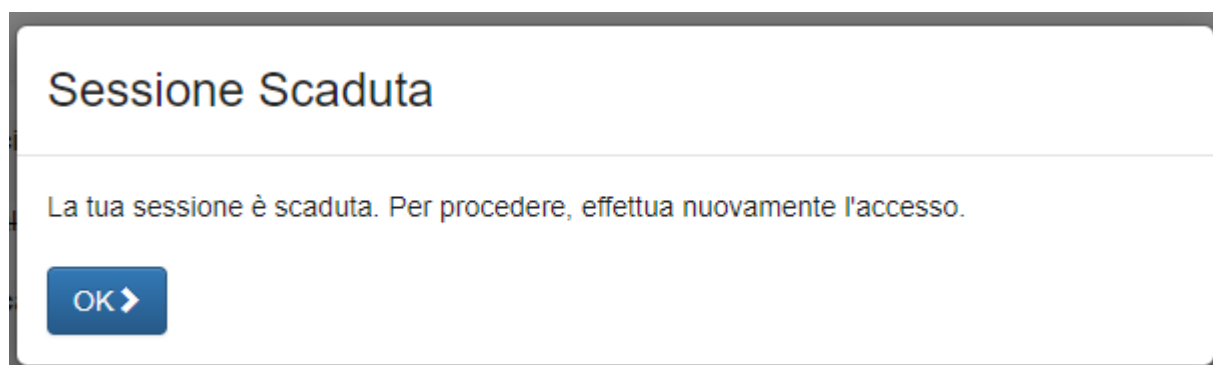 Sessione Scaduta
La tua sessione è scaduta. Per procedere, effettua nuovamente l'accesso.
OK